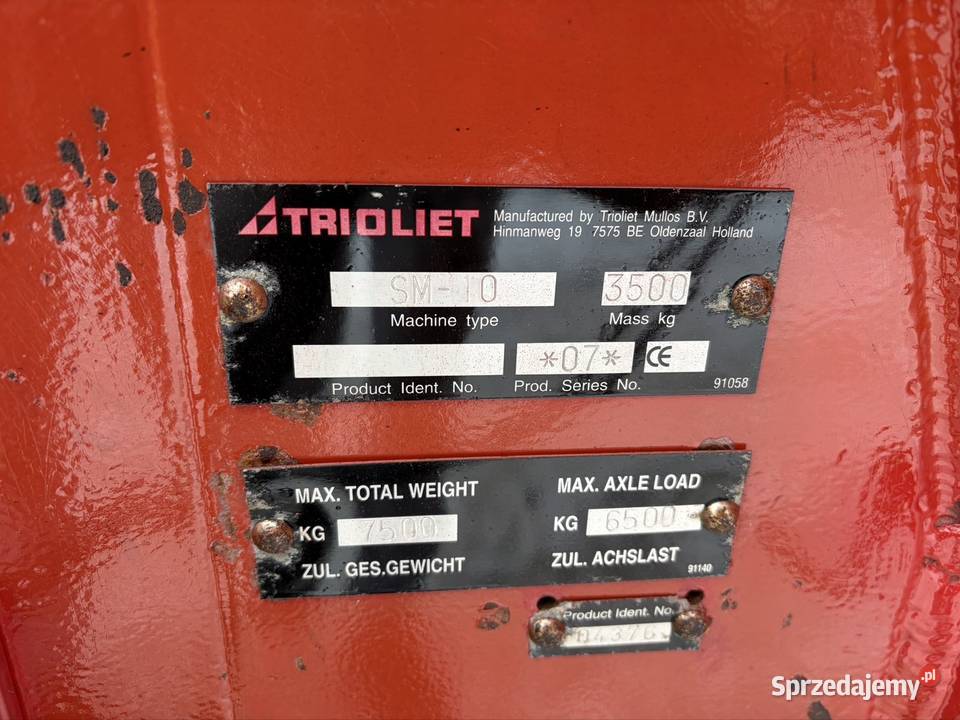 TRIOLIET
Manufactured by Trioliet Mullos B.V.
Hinmanweg 19 7575 BE Oldenzaal Holland
SM-10 3500
Machine type Mass kg
*07* CE
Product Ident. No. Prod. Series No. 91058
MAX. TOTAL WEIGHT MAX. AXLE LOAD
KG 7500 KG 6500
ZUL. GES.GEWICHT ZUL. ACHSLAST 91140
Product Ident. No.
Sprzedajemy.pl